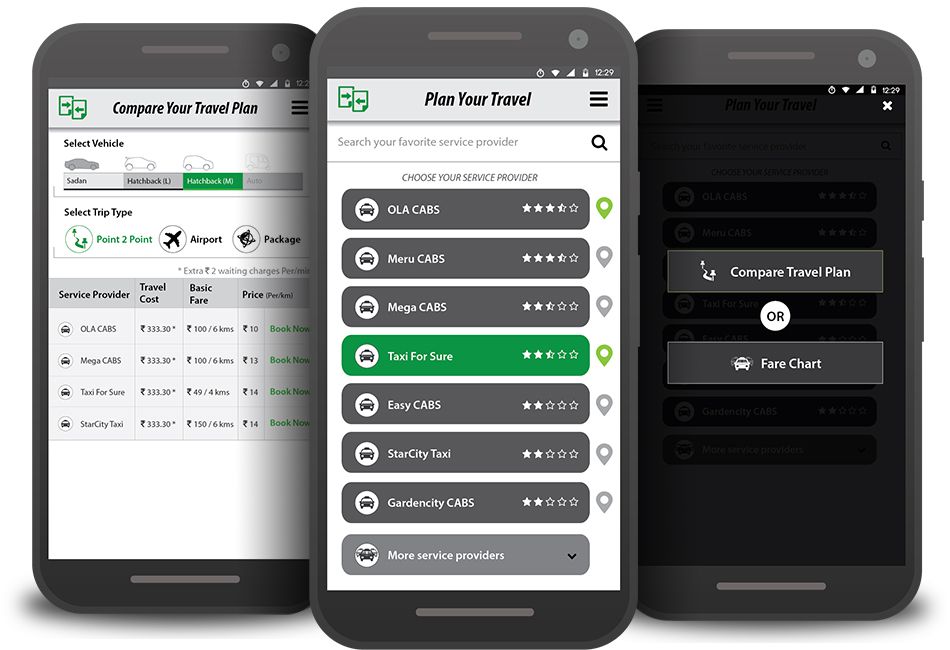 12:2
Compare Your Travel Plan
Select Vehicle
Sadan
Hatchback (L)
Hatchback (M)
Auto
Select Trip Type
Point 2 Point
Airport
Package
* Extra ₹ 2 waiting charges Per/min
Service Provider
Travel Cost
Basic Fare
Price (Per/km)
OLA CABS ₹ 333.30 * ₹ 100 / 6 kms ₹ 10 Book Now
Mega CABS ₹ 333.30 * ₹ 100 / 6 kms ₹ 13 Book Now
Taxi For Sure ₹ 333.30 * ₹ 49 / 4 kms ₹ 14 Book Now
StarCity Taxi ₹ 333.30 * ₹ 150 / 6 kms ₹ 14 Book Now
12:29
Plan Your Travel
Search your favorite service provider
CHOOSE YOUR SERVICE PROVIDER
OLA CABS
Meru CABS
Mega CABS
Taxi For Sure
Easy CABS
StarCity Taxi
Gardencity CABS
More service providers
12:29
Plan Your Travel
Search your favorite service provider
CHOOSE YOUR SERVICE PROVIDER
OLA CABS
Meru CABS
Compare Travel Plan
Taxi For Sure
OR
Easy CABS
Fare Chart
Gardencity CABS
More service providers